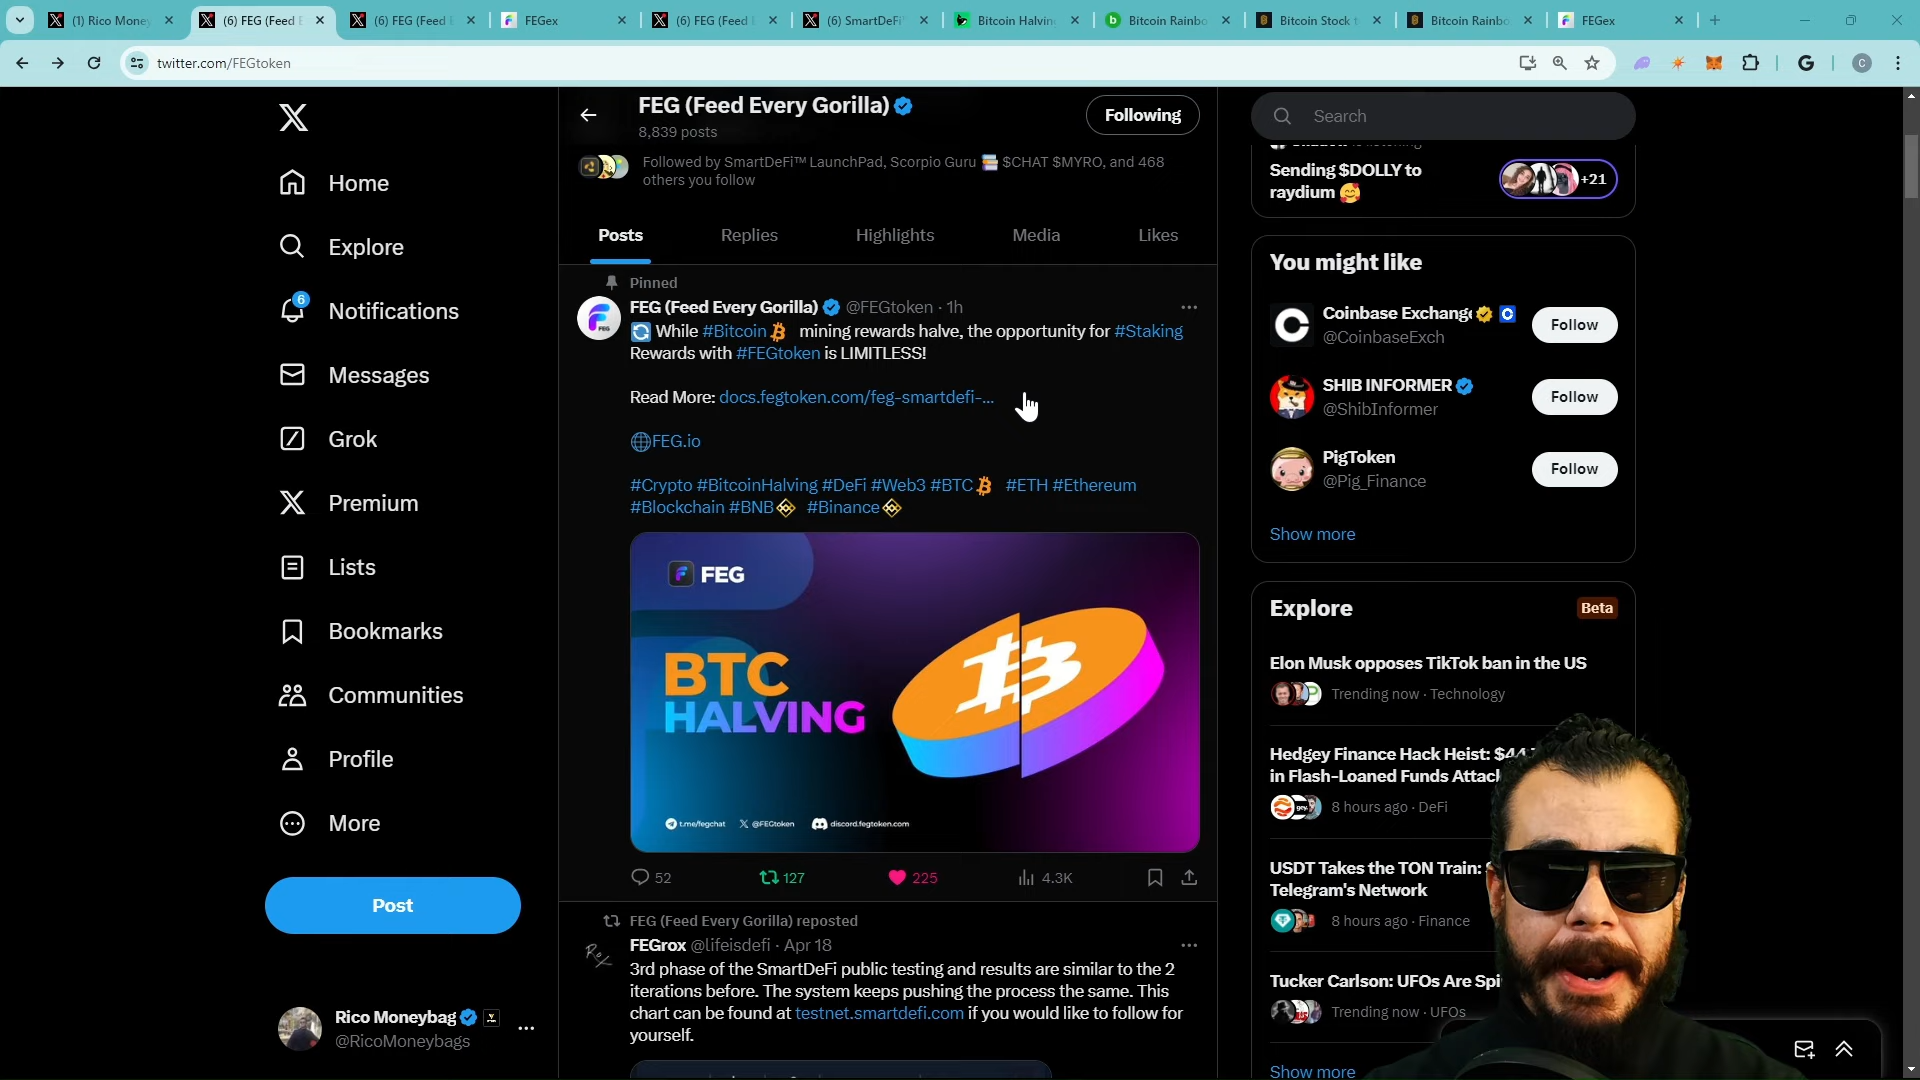 (1) Rico Money
(6) FEG (Feed E
(6) FEG (Feed E
FEGex
(6) FEG (Feed
(6) SmartDeFi
Bitcoin Halvin
Bitcoin Rainbo
Bitcoin Stock t
Bitcoin Rainbo
FEGex
twitter.com/FEGtoken
G
C
FEG (Feed Every Gorilla)
8,839 posts
Following
Followed by SmartDeFi™ LaunchPad, Scorpio Guru $CHAT $MYRO, and 468
others you follow
Posts
Replies
Highlights
Media
Likes
Home
Explore
6
Notifications
Messages
Grok
Premium
Lists
Bookmarks
Communities
Profile
More
Post
Rico Moneybag
@RicoMoneybags
Pinned
FEG
FEG (Feed Every Gorilla) @FEGtoken · 1h
While #Bitcoin mining rewards halve, the opportunity for #Staking
Rewards with #FEGtoken is LIMITLESS!
Read More: docs.fegtoken.com/feg-smartdefi-...
FEG.io
#Crypto #BitcoinHalving #DeFi #Web3 #BTC #ETH #Ethereum
#Blockchain #BNB #Binance
FEG
BTC
HALVING
t.me/fegchat
@FEGtoken
discord.fegtoken.com
52
127
225
4.3K
FEG (Feed Every Gorilla) reposted
Rox
FEGrox @lifeisdefi · Apr 18
3rd phase of the SmartDeFi public testing and results are similar to the 2
iterations before. The system keeps pushing the process the same. This
chart can be found at testnet.smartdefi.com if you would like to follow for
yourself.
Search
Sending $DOLLY to
raydium
+21
You might like
Coinbase Exchange
@CoinbaseExch
Follow
SHIB INFORMER
@ShibInformer
Follow
PigToken
@Pig_Finance
Follow
Show more
Explore
Beta
Elon Musk opposes TikTok ban in the US
Trending now · Technology
Hedgey Finance Hack Heist: $44.
in Flash-Loaned Funds Attack
8 hours ago · DeFi
USDT Takes the TON Train:
Telegram's Network
8 hours ago · Finance
Tucker Carlson: UFOs Are Spi
Trending now · UFOs
Show more